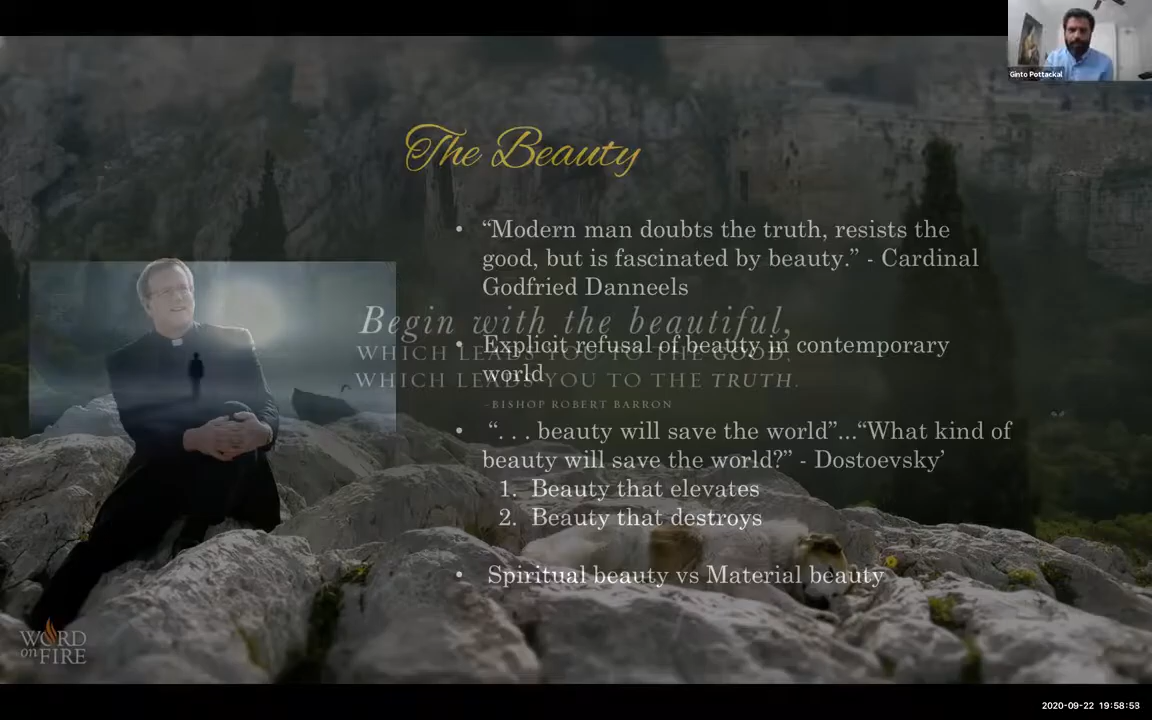 Ginto Pottackal
The Beauty
• “Modern man doubts the truth, resists the
good, but is fascinated by beauty.” - Cardinal
Godfried Danneels
Begin with the beautiful,
WHICH LEADS YOU TO THE GOOD,
WHICH LEADS YOU TO THE TRUTH.
-BISHOP ROBERT BARRON
• Explicit refusal of beauty in contemporary
world
• “. . . beauty will save the world”...“What kind of
beauty will save the world?” - Dostoevsky’
1. Beauty that elevates
2. Beauty that destroys
• Spiritual beauty vs Material beauty
WORD
on FIRE
2020-09-22 19:58:53